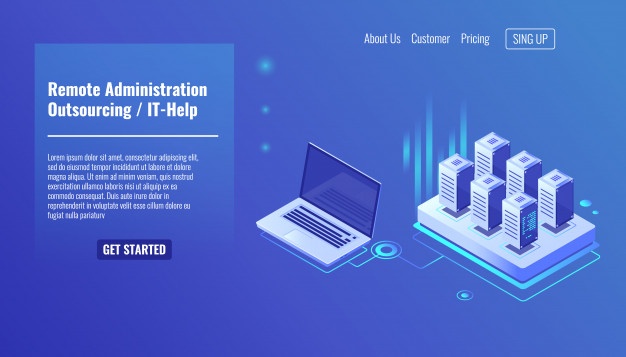 About Us Customer Pricing SING UP
Remote Administration
Outsourcing / IT-Help
Lorem ipsum dolor sit amet, consectetur adipiscing elit,
sed do eiusmod tempor incididunt ut labore et dolore
magna aliqua. Ut enim ad minim veniam, quis nostrud
exercitation ullamco laboris nisi ut aliquip ex ea
commodo consequat. Duis aute irure dolor in
reprehenderit in voluptate velit esse cillum dolore eu
fugiat nulla pariaturv
GET STARTED